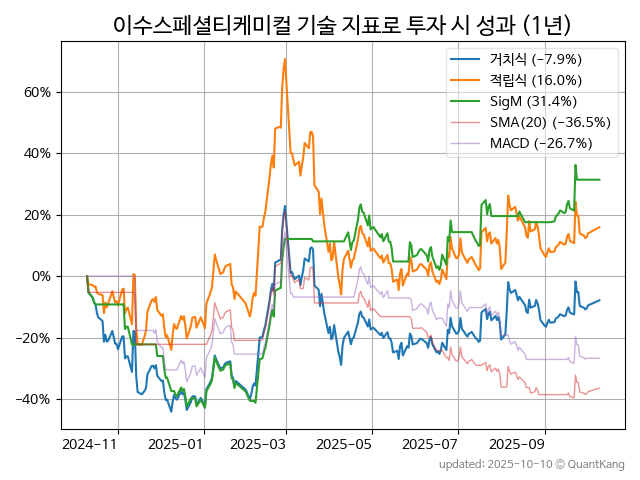 이수스페셜티케미컬 기술 지표로 투자 시 성과 (1년)
거치식 (−7.9%)
적립식 (16.0%)
SigM (31.4%)
SMA(20) (−36.5%)
MACD (−26.7%)
60%
40%
20%
0%
−20%
−40%
2024-11 2025-01 2025-03 2025-05 2025-07 2025-09
updated: 2025-10-10 © QuantKang